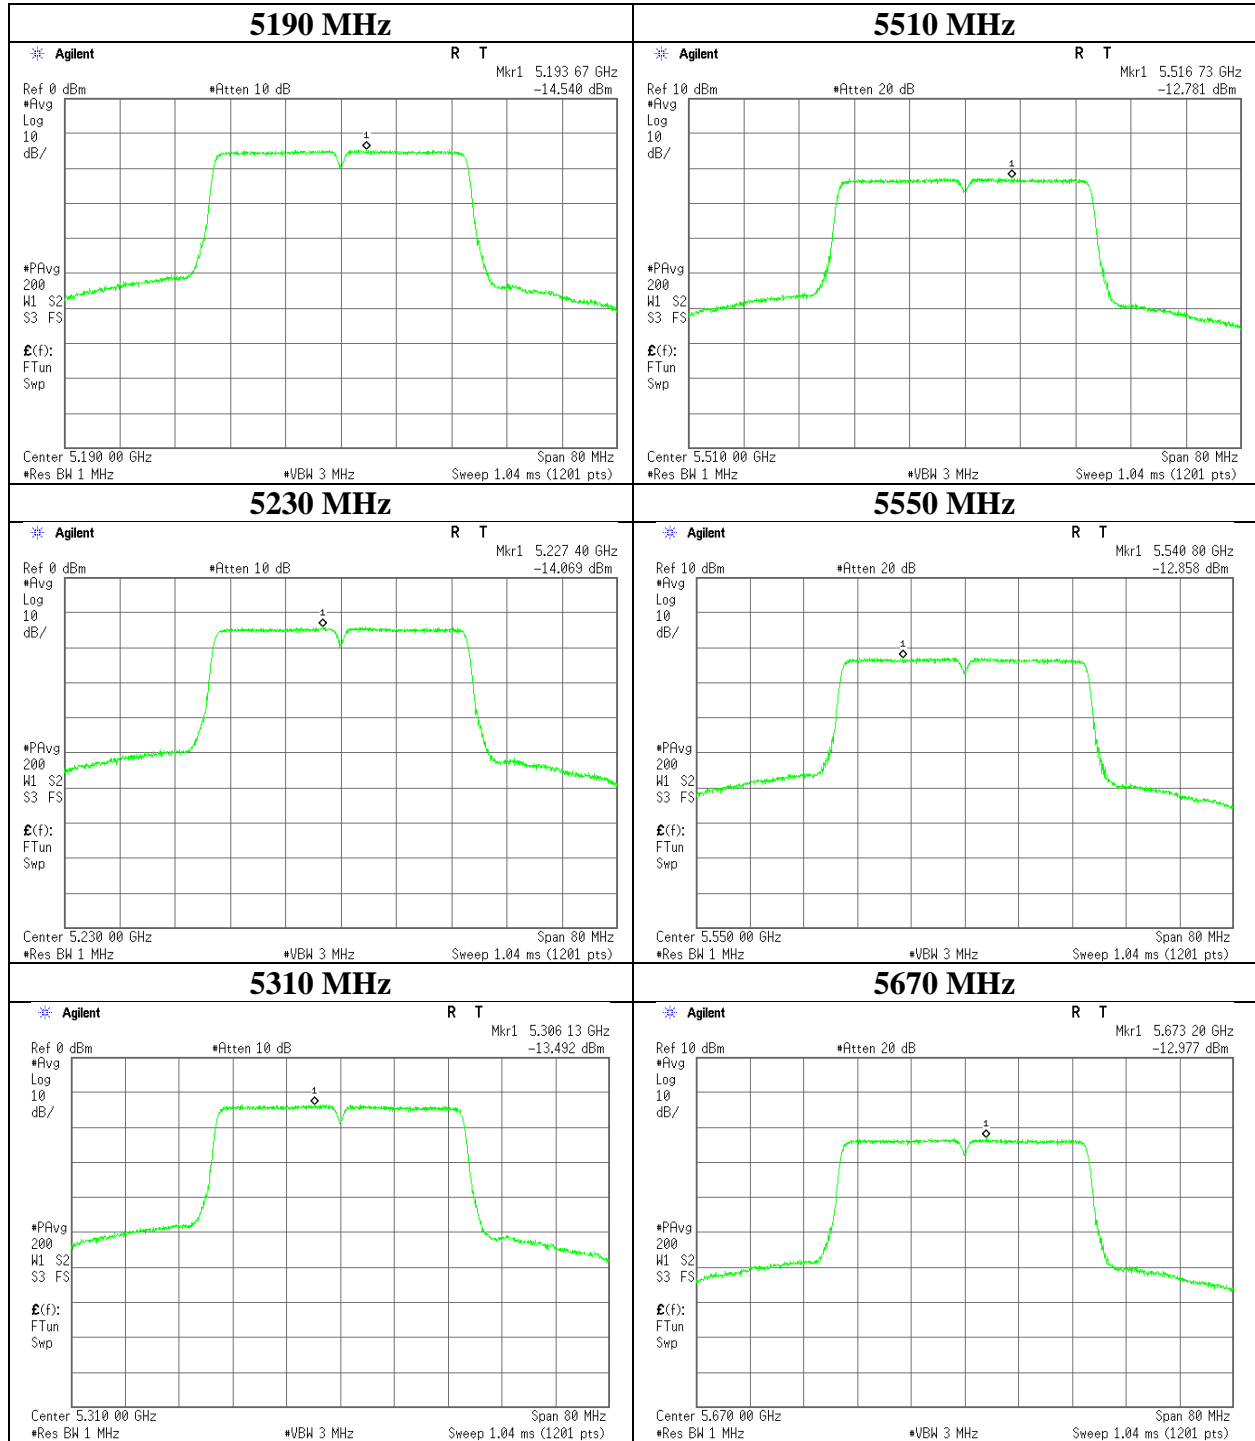 5190 MHz
Agilent R T
Mkr1 5.193 67 GHz
Ref 0 dBm #Atten 10 dB -14.540 dBm
#Avg
Log
10
dB/
1
#PAvg
200
W1 S2
S3 FS
£(f):
FTun
Swp
Center 5.190 00 GHz Span 80 MHz
#Res BW 1 MHz #VBW 3 MHz Sweep 1.04 ms (1201 pts)
5510 MHz
Agilent R T
Mkr1 5.516 73 GHz
Ref 10 dBm #Atten 20 dB -12.781 dBm
#Avg
Log
10
dB/
1
#PAvg
200
W1 S2
S3 FS
£(f):
FTun
Swp
Center 5.510 00 GHz Span 80 MHz
#Res BW 1 MHz #VBW 3 MHz Sweep 1.04 ms (1201 pts)
5230 MHz
Agilent R T
Mkr1 5.227 40 GHz
Ref 0 dBm #Atten 10 dB -14.069 dBm
#Avg
Log
10
dB/
1
#PAvg
200
W1 S2
S3 FS
£(f):
FTun
Swp
Center 5.230 00 GHz Span 80 MHz
#Res BW 1 MHz #VBW 3 MHz Sweep 1.04 ms (1201 pts)
5550 MHz
Agilent R T
Mkr1 5.540 80 GHz
Ref 10 dBm #Atten 20 dB -12.858 dBm
#Avg
Log
10
dB/
1
#PAvg
200
W1 S2
S3 FS
£(f):
FTun
Swp
Center 5.550 00 GHz Span 80 MHz
#Res BW 1 MHz #VBW 3 MHz Sweep 1.04 ms (1201 pts)
5310 MHz
Agilent R T
Mkr1 5.306 13 GHz
Ref 0 dBm #Atten 10 dB -13.492 dBm
#Avg
Log
10
dB/
1
#PAvg
200
W1 S2
S3 FS
£(f):
FTun
Swp
Center 5.310 00 GHz Span 80 MHz
#Res BW 1 MHz #VBW 3 MHz Sweep 1.04 ms (1201 pts)
5670 MHz
Agilent R T
Mkr1 5.673 20 GHz
Ref 10 dBm #Atten 20 dB -12.977 dBm
#Avg
Log
10
dB/
1
#PAvg
200
W1 S2
S3 FS
£(f):
FTun
Swp
Center 5.670 00 GHz Span 80 MHz
#Res BW 1 MHz #VBW 3 MHz Sweep 1.04 ms (1201 pts)